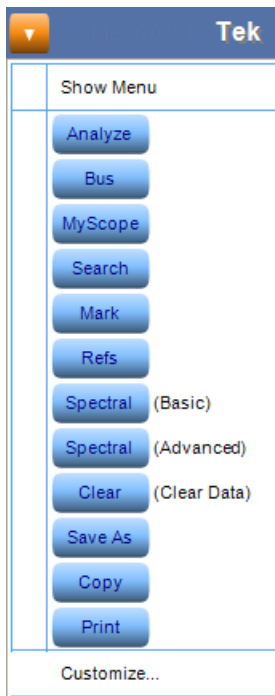 Tek
Show Menu
Analyze
Bus
MyScope
Search
Mark
Refs
Spectral (Basic)
Spectral (Advanced)
Clear (Clear Data)
Save As
Copy
Print
Customize...